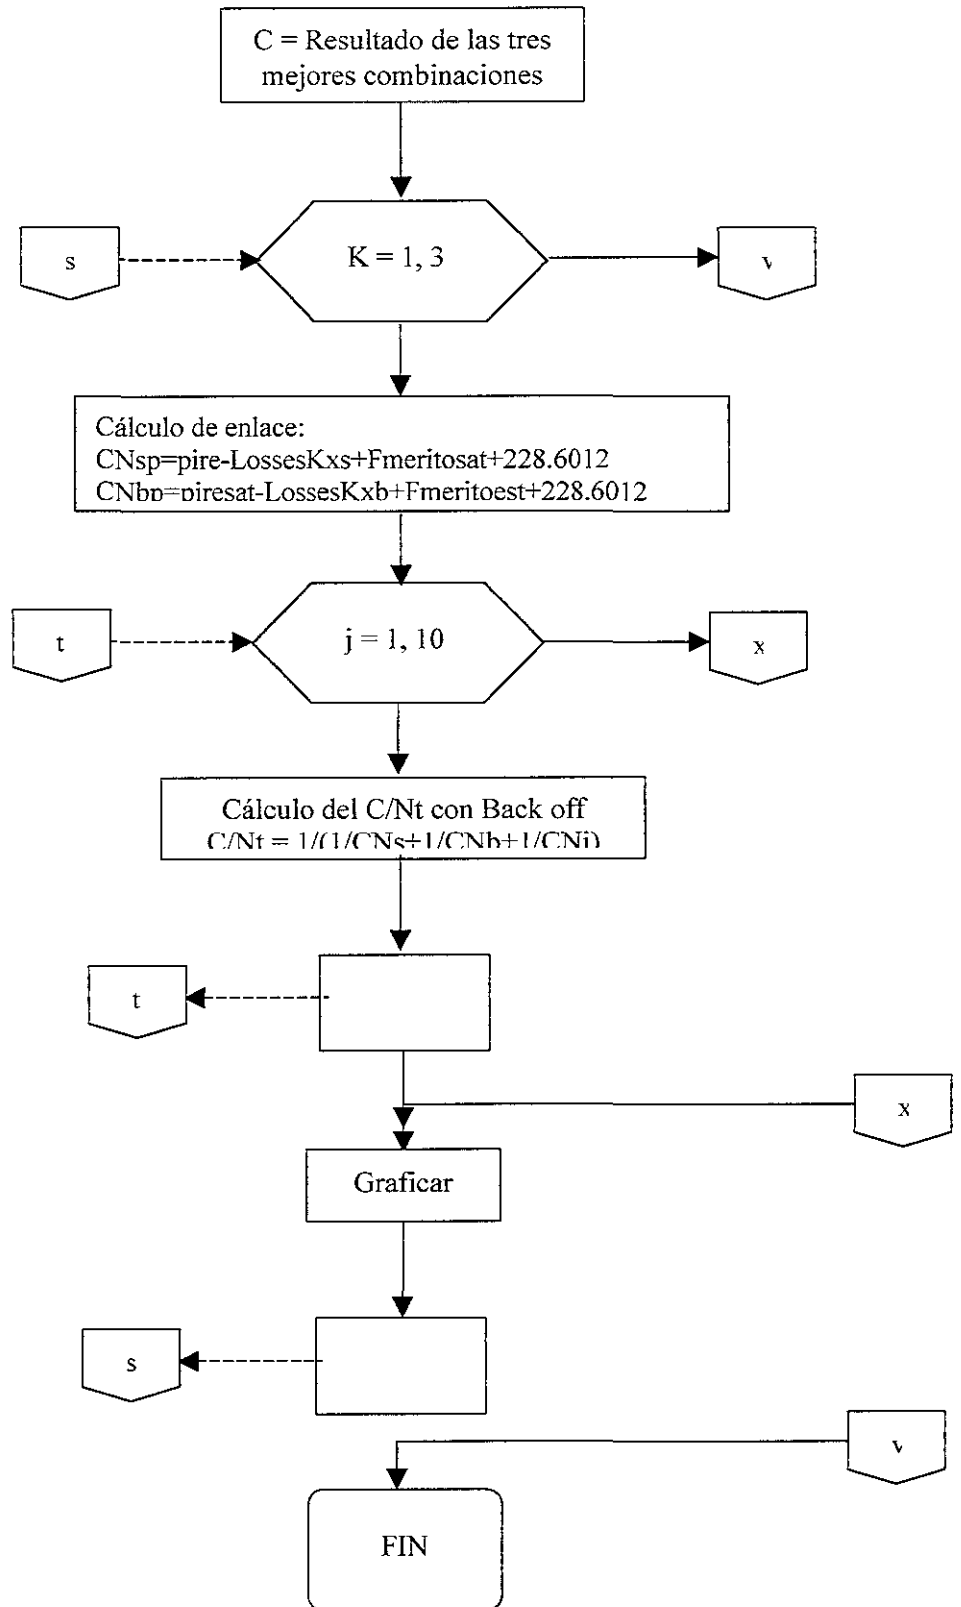 C = Resultado de las tres
mejores combinaciones
s
K = 1, 3
v
Cálculo de enlace:
CNsp=pire-LossesKxs+Fmeritosat+228.6012
CNbp=piresat-LossesKxb+Fmeritoest+228.6012
t
j = 1, 10
x
Cálculo del C/Nt con Back off
C/Nt = 1/(1/CNs+1/CNb+1/CNi)
t
x
Graficar
s
v
FIN